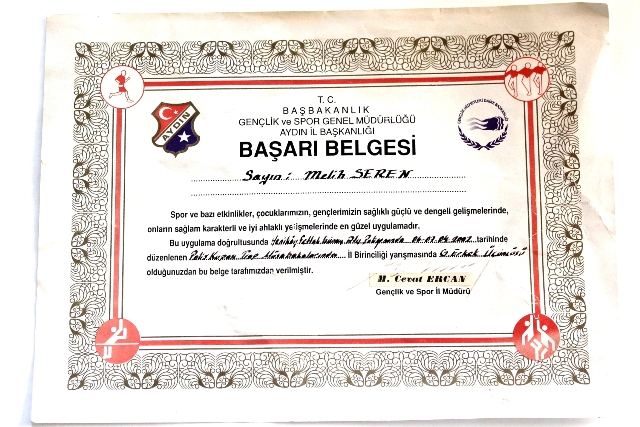 T.C.
BAŞBAKANLIK
GENÇLİK ve SPOR GENEL MÜDÜRLÜĞÜ
AYDIN İL BAŞKANLIĞI
AYDIN
BAŞARI BELGESİ
Sayın: Melih SEREN
Spor ve bazı etkinlikler, çocuklarımızın, gençlerimizin sağlıklı güçlü ve dengeli gelişmelerinde,
onların sağlam karakterli ve iyi ahlaklı yetişmelerinde en güzel uygulamadır.
Bu uygulama doğrultusunda 2002 tarihinde
düzenlenen İl Birinciliği yarışmasında Üçüncüsü
olduğunuzdan bu belge tarafımızdan verilmiştir.
M. Cevat ERCAN
Gençlik ve Spor İl Müdürü